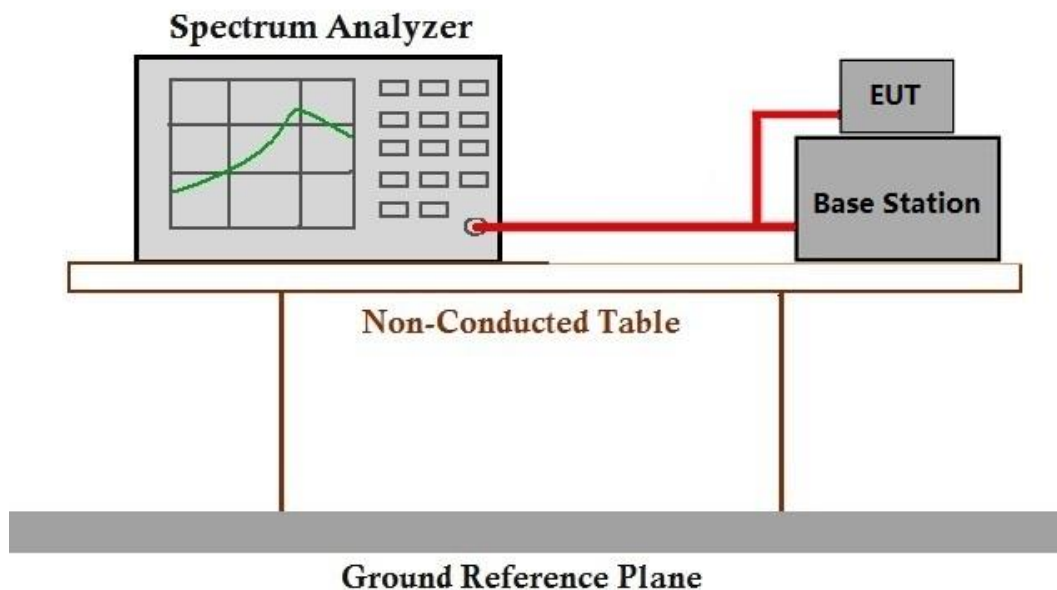 Spectrum Analyzer
EUT
Base Station
Non-Conducted Table
Ground Reference Plane